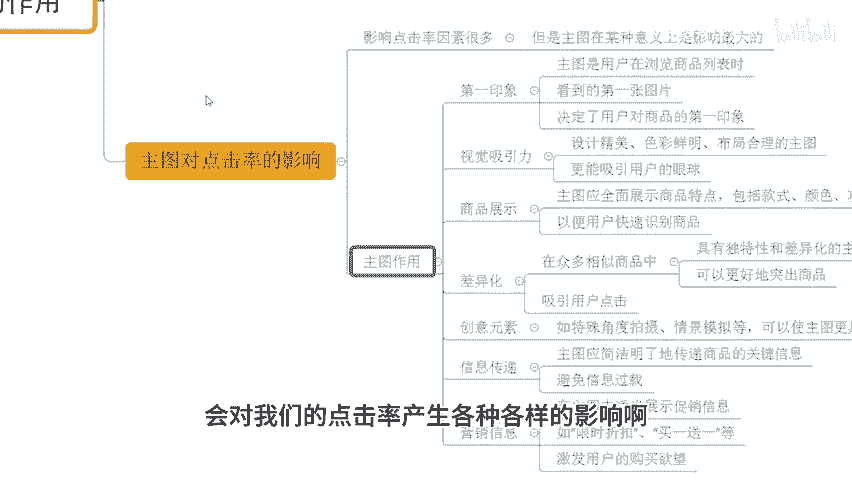 作用
bilibili
影响点击率因素很多
但是主图在某种意义上是影响最大的
主图对点击率的影响
主图作用
第一印象
主图是用户在浏览商品列表时
看到的第一张图片
决定了用户对商品的第一印象
视觉吸引力
设计精美、色彩鲜明、布局合理的主图
更能吸引用户的眼球
商品展示
主图应全面展示商品特点，包括款式、颜色、
以便用户快速识别商品
差异化
在众多相似商品中
具有独特性和差异化的主
可以更好地突出商品
吸引用户点击
创意元素
如特殊角度拍摄、情景模拟等，可以使主图更
信息传递
主图应简洁明了地传递商品的关键信息
避免信息过载
营销信息
展示促销信息
如“限时折扣”、“买一送一”等
激发用户的购买欲望
会对我们的点击率产生各种各样的影响啊